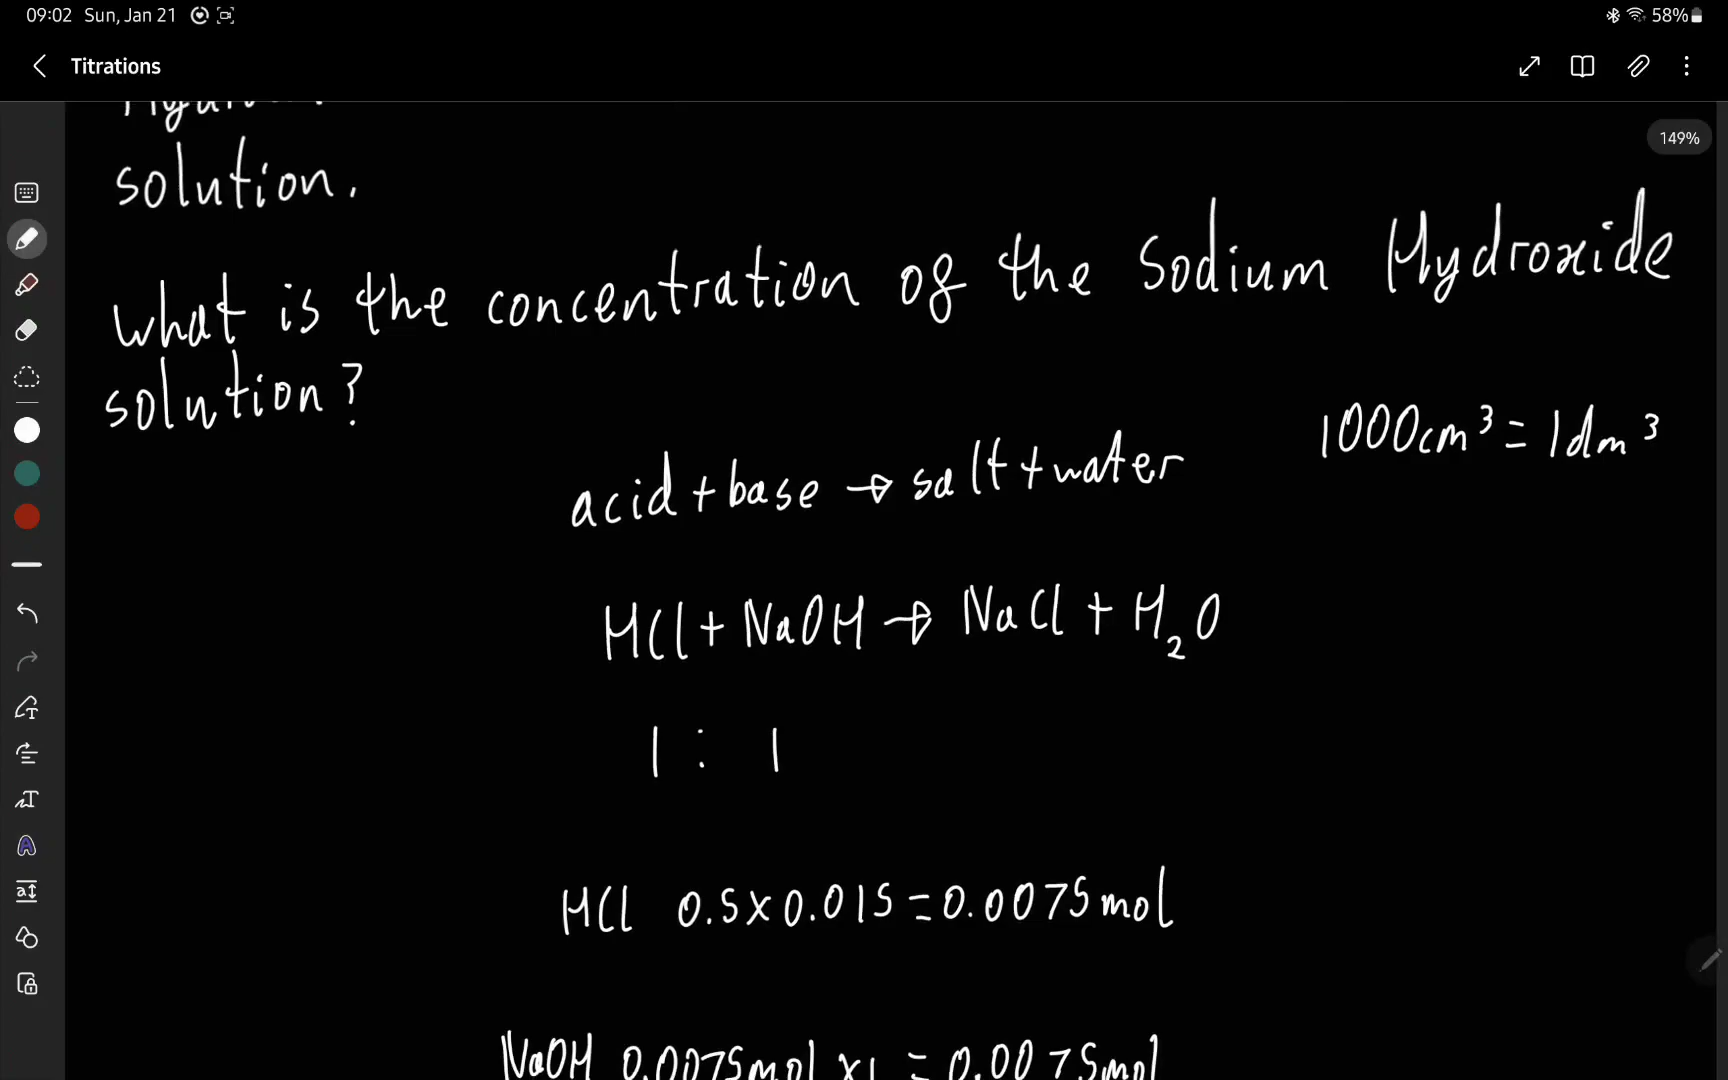 09:02 Sun, Jan 21
58%
Titrations
149%
solution.
What is the concentration of the Sodium Hydroxide
solution?
1000cm³ = 1dm³
acid + base → salt + water
HCl + NaOH → NaCl + H₂O
1 : 1
HCl 0.5 x 0.015 = 0.0075 mol
NaOH 0.0075 mol x 1 = 0.0075 mol